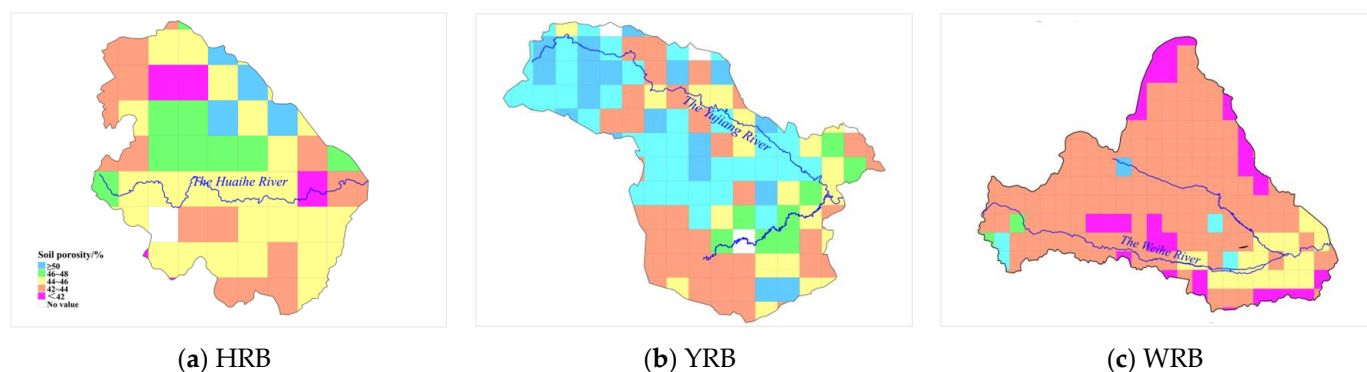 The Huaihe River
Soil porosity/%
≥50
46~48
44~46
42~44
<42
No value
The Yujiang River
The Weihe River
(a) HRB
(b) YRB
(c) WRB